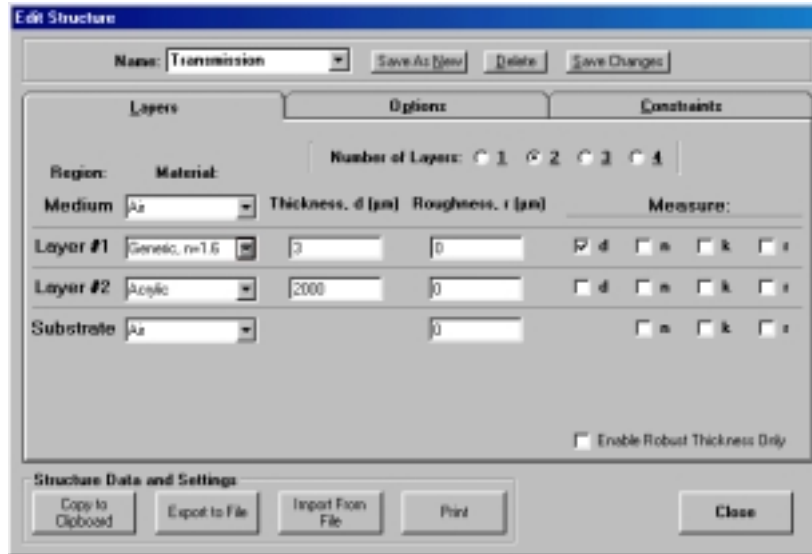 Edit Structure
Name: Transmission Save As New Delete Save Changes
Layers Options Constraints
Number of Layers: 1 2 3 4
Region: Material:
Medium Air Thickness, d (µm) Roughness, r (µm) Measure:
Layer #1 Generic, n=1.6 3 0 d n k r
Layer #2 Acrylic 2000 0 d n k r
Substrate Air 0 n k r
Enable Robust Thickness Only
Structure Data and Settings
Copy to Clipboard Export to File Import From File Print Close